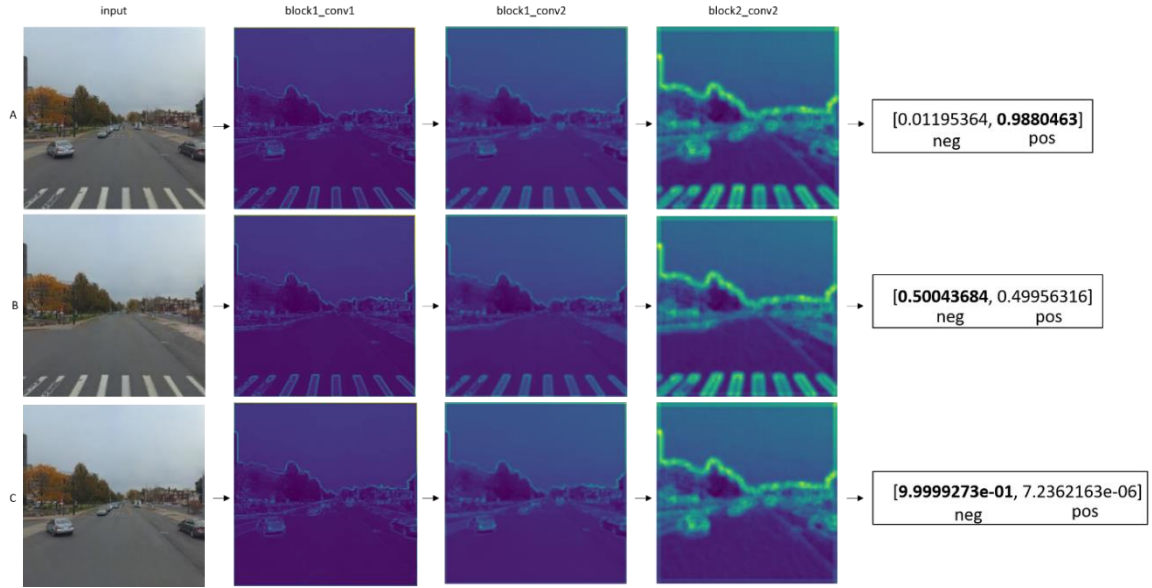 input block1_conv1 block1_conv2 block2_conv2
A
[0.01195364, 0.9880463]
neg pos
B
[0.50043684, 0.49956316]
neg pos
C
[9.9999273e-01, 7.2362163e-06]
neg pos